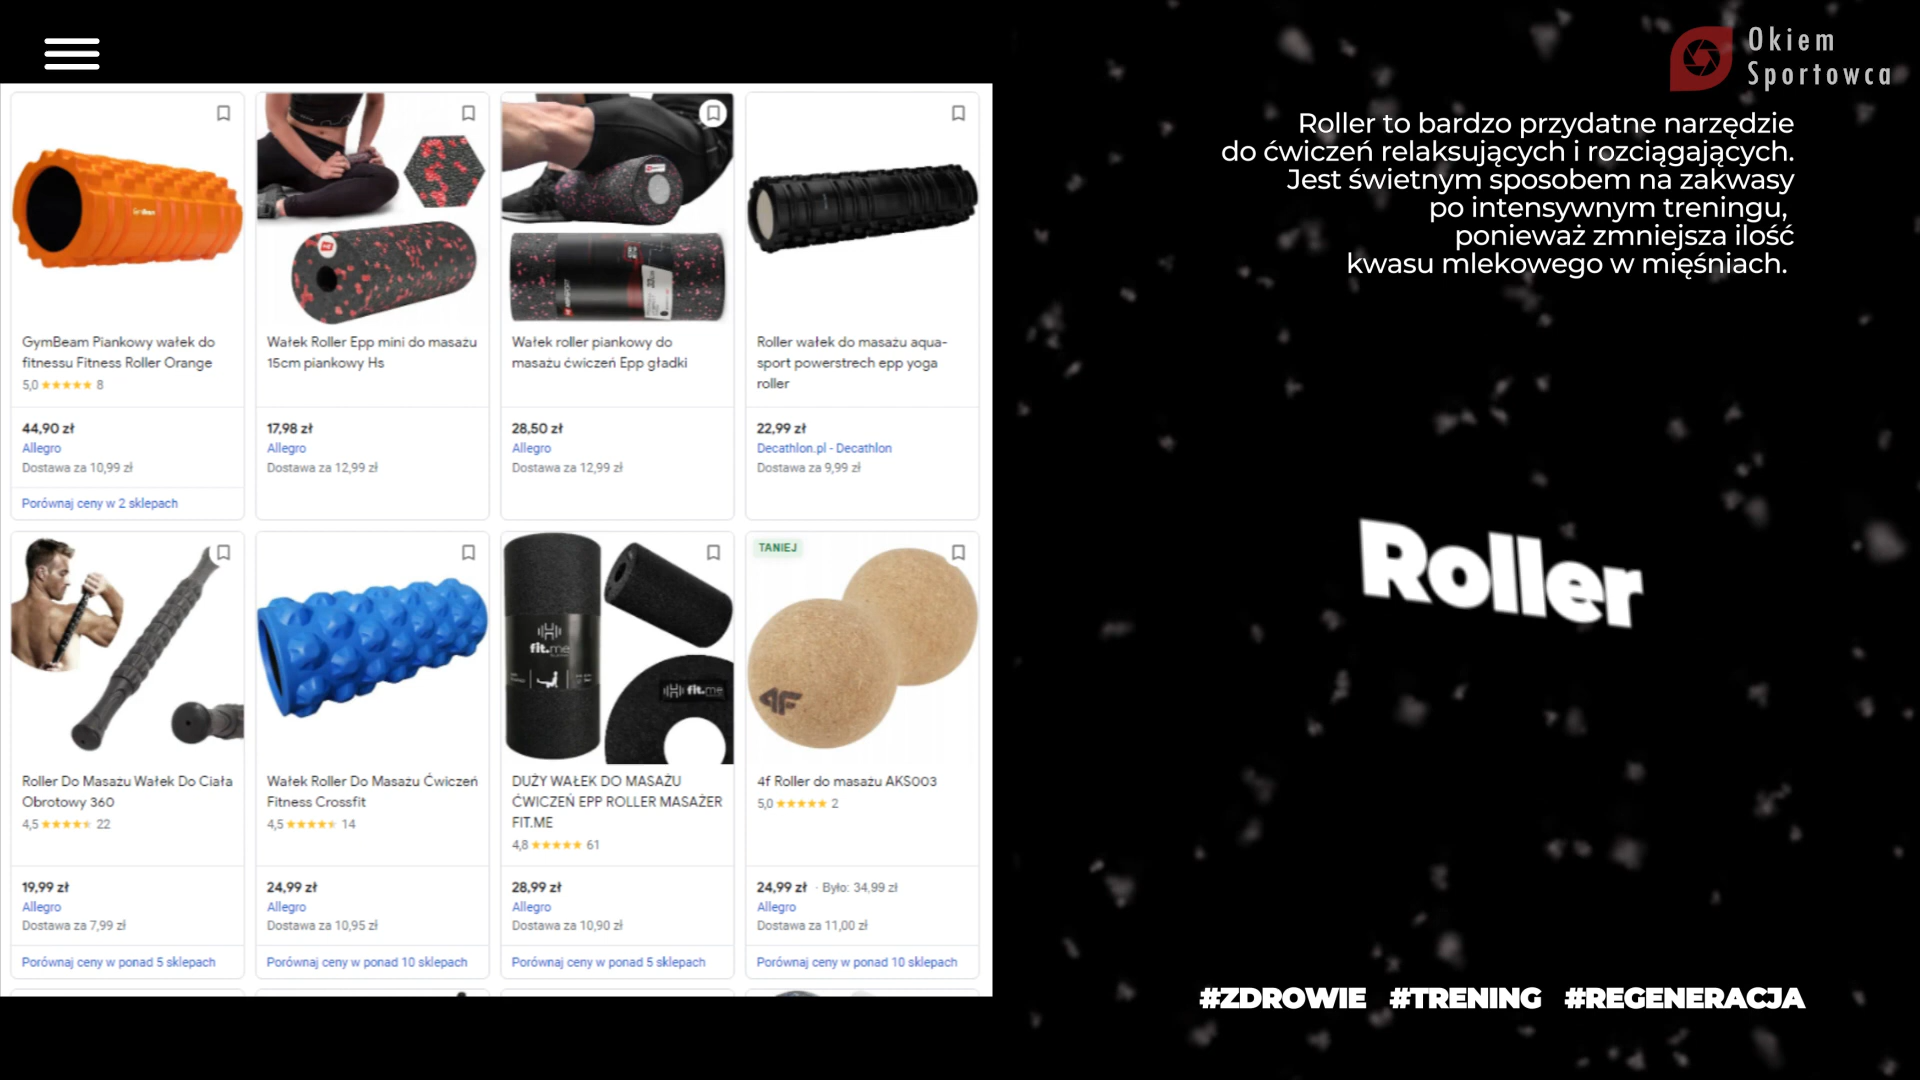 Okiem
Sportowca
Roller to bardzo przydatne narzędzie
do ćwiczeń relaksujących i rozciągających.
Jest świetnym sposobem na zakwasy
po intensywnym treningu,
ponieważ zmniejsza ilość
kwasu mlekowego w mięśniach.
Roller
#ZDROWIE #TRENING #REGENERACJA
GymBeam Piankowy wałek do
fitnessu Fitness Roller Orange
5,0 ★★★★★ 8
44,90 zł
Allegro
Dostawa za 10,99 zł
Porównaj ceny w 2 sklepach
Wałek Roller Epp mini do masażu
15cm piankowy Hs
17,98 zł
Allegro
Dostawa za 12,99 zł
Wałek roller piankowy do
masażu ćwiczeń Epp gładki
28,50 zł
Allegro
Dostawa za 12,99 zł
Roller wałek do masażu aqua-
sport powerstrech epp yoga
roller
22,99 zł
Decathlon.pl - Decathlon
Dostawa za 9,99 zł
Roller Do Masażu Wałek Do Ciała
Obrotowy 360
4,5 ★★★★★ 22
19,99 zł
Allegro
Dostawa za 7,99 zł
Porównaj ceny w ponad 5 sklepach
Wałek Roller Do Masażu Ćwiczeń
Fitness Crossfit
4,5 ★★★★★ 14
24,99 zł
Allegro
Dostawa za 10,95 zł
Porównaj ceny w ponad 10 sklepach
fit.me
fit.me
DUŻY WAŁEK DO MASAŻU
ĆWICZEŃ EPP ROLLER MASAŻER
FIT.ME
4,8 ★★★★★ 61
28,99 zł
Allegro
Dostawa za 10,90 zł
Porównaj ceny w ponad 5 sklepach
TANIEJ
4F
4f Roller do masażu AKS003
5,0 ★★★★★ 2
24,99 zł · Było: 34,99 zł
Allegro
Dostawa za 11,00 zł
Porównaj ceny w ponad 10 sklepach